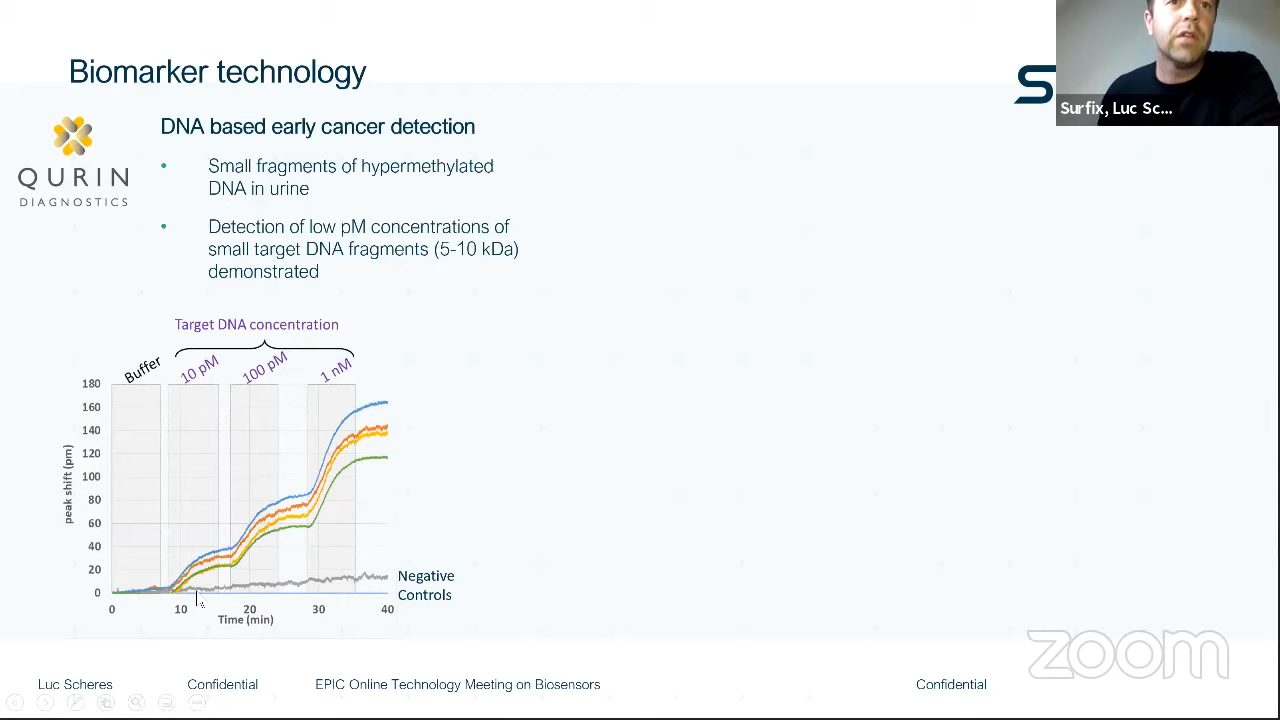 Biomarker technology
S
Surfix, Luc Sc...
QURIN
DIAGNOSTICS
DNA based early cancer detection
• Small fragments of hypermethylated
DNA in urine
• Detection of low pM concentrations of
small target DNA fragments (5-10 kDa)
demonstrated
Target DNA concentration
Buffer 10 pM 100 pM 1 nM
180
160
140
120
100
80
60
40
20
0
peak shift (pm)
0 10 20 30 40
Time (min)
Negative
Controls
zoom
Luc Scheres Confidential EPIC Online Technology Meeting on Biosensors Confidential